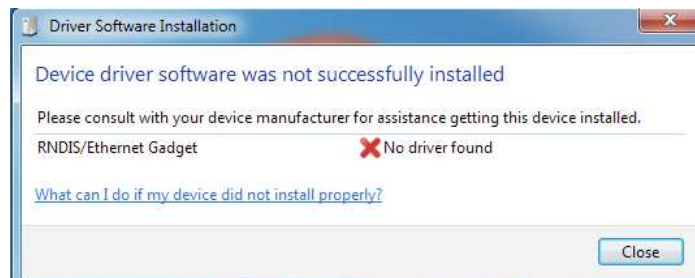 Driver Software Installation
Device driver software was not successfully installed
Please consult with your device manufacturer for assistance getting this device installed.
RNDIS/Ethernet Gadget No driver found
What can I do if my device did not install properly?
Close